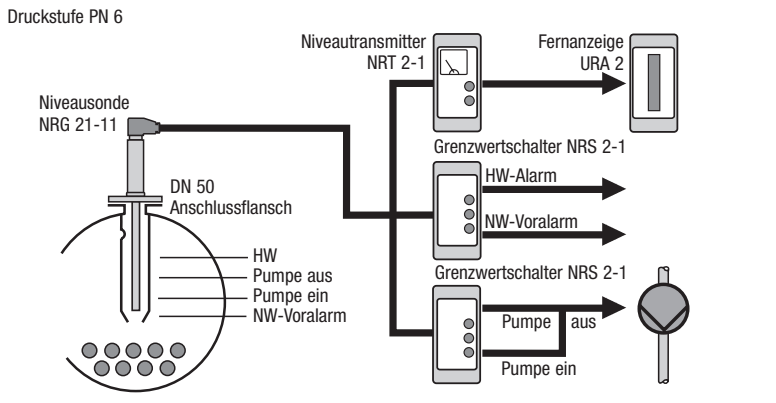 Druckstufe PN 6
Niveautransmitter
NRT 2-1
Fernanzeige
URA 2
Niveausonde
NRG 21-11
Grenzwertschalter NRS 2-1
HW-Alarm
NW-Voralarm
DN 50
Anschlussflansch
HW
Pumpe aus
Pumpe ein
NW-Voralarm
Grenzwertschalter NRS 2-1
Pumpe aus
Pumpe ein